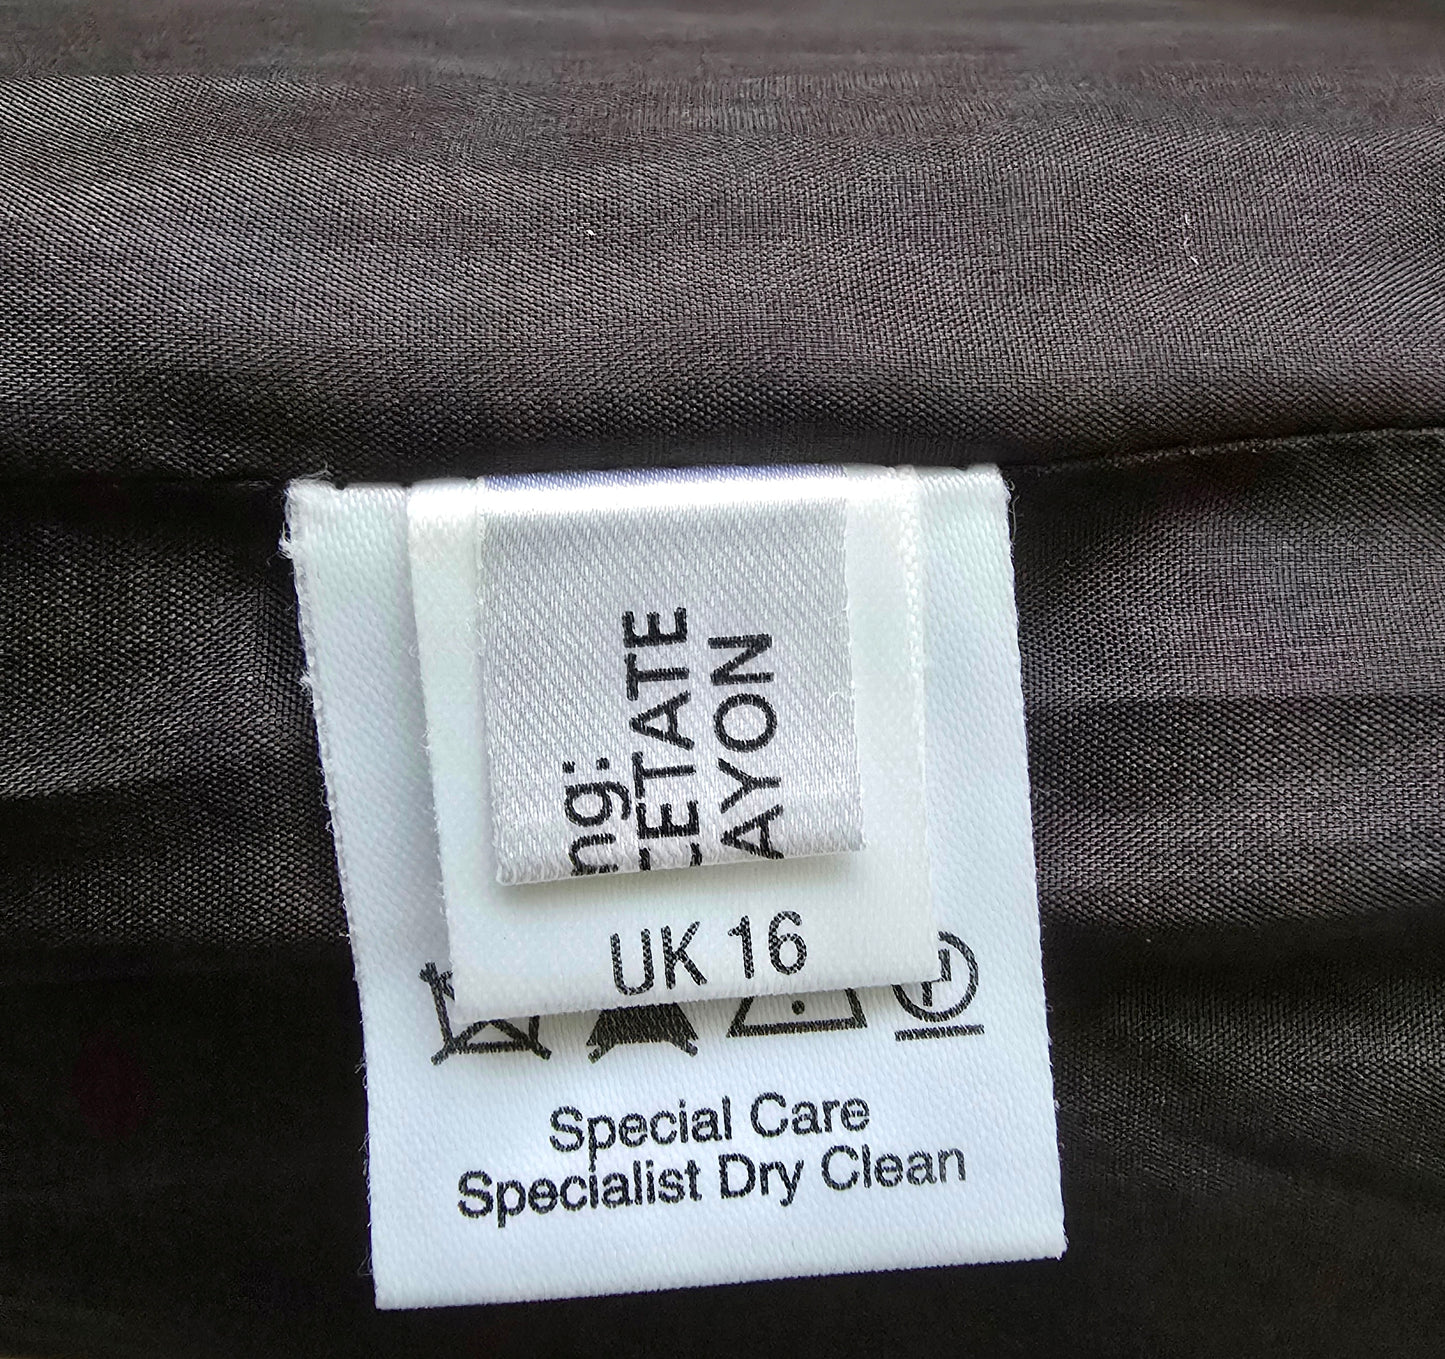 ng:
CETATE
AYON
UK 16
Special Care
Specialist Dry Clean